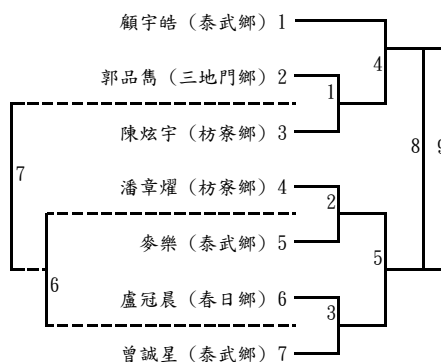 顧宇皓 (泰武鄉) 1
4
郭品雋 (三地門鄉) 2
1
陳炫宇 (枋寮鄉) 3
8
9
7
潘章燿 (枋寮鄉) 4
2
麥樂 (泰武鄉) 5
5
6
盧冠晨 (春日鄉) 6
3
曾誠星 (泰武鄉) 7